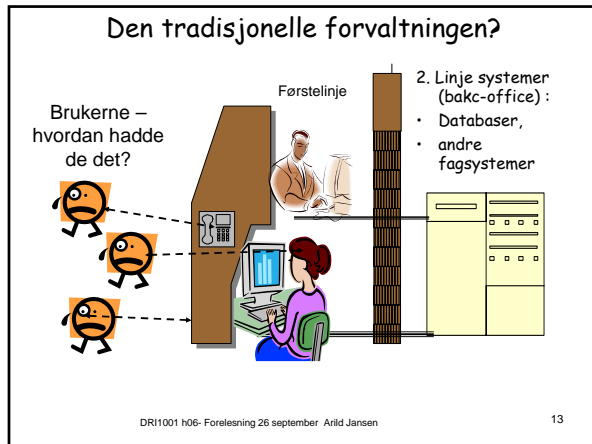 Den tradisjonelle forvaltningen?
Brukerne –
hvordan hadde
de det?
Førstelinje
2. Linje systemer
(bakc-office) :
• Databaser,
• andre
fagsystemer
DRI1001 h06- Forelesning 26 september Arild Jansen
13